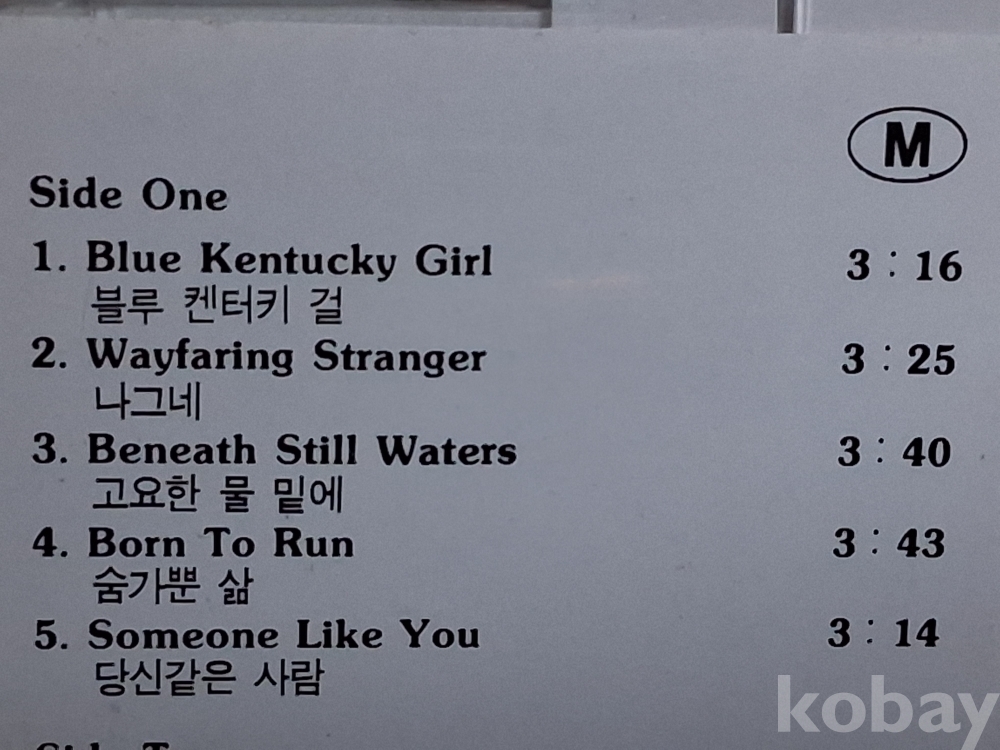 M
Side One
1. Blue Kentucky Girl 3 : 16
블루 켄터키 걸
2. Wayfaring Stranger 3 : 25
나그네
3. Beneath Still Waters 3 : 40
고요한 물 밑에
4. Born To Run 3 : 43
숨가뿐 삶
5. Someone Like You 3 : 14
당신같은 사람
kobay